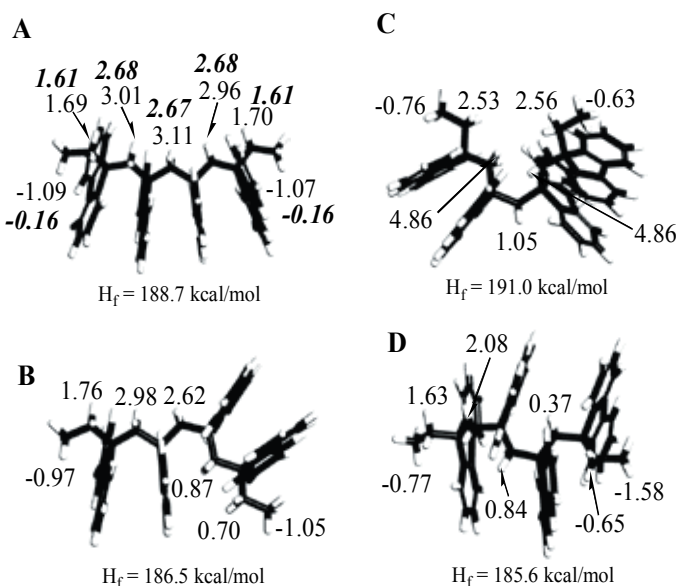 A
1.61 2.68 2.67 2.68 1.61
1.69 3.01 3.11 2.96 1.70
-1.09 -1.07
-0.16 -0.16
Hf = 188.7 kcal/mol
C
-0.76 2.53 2.56 -0.63
4.86 4.86
1.05
Hf = 191.0 kcal/mol
B
1.76 2.98 2.62
-0.97 0.87
0.70 -1.05
Hf = 186.5 kcal/mol
D
2.08
1.63 0.37
-0.77 -1.58
0.84 -0.65
Hf = 185.6 kcal/mol